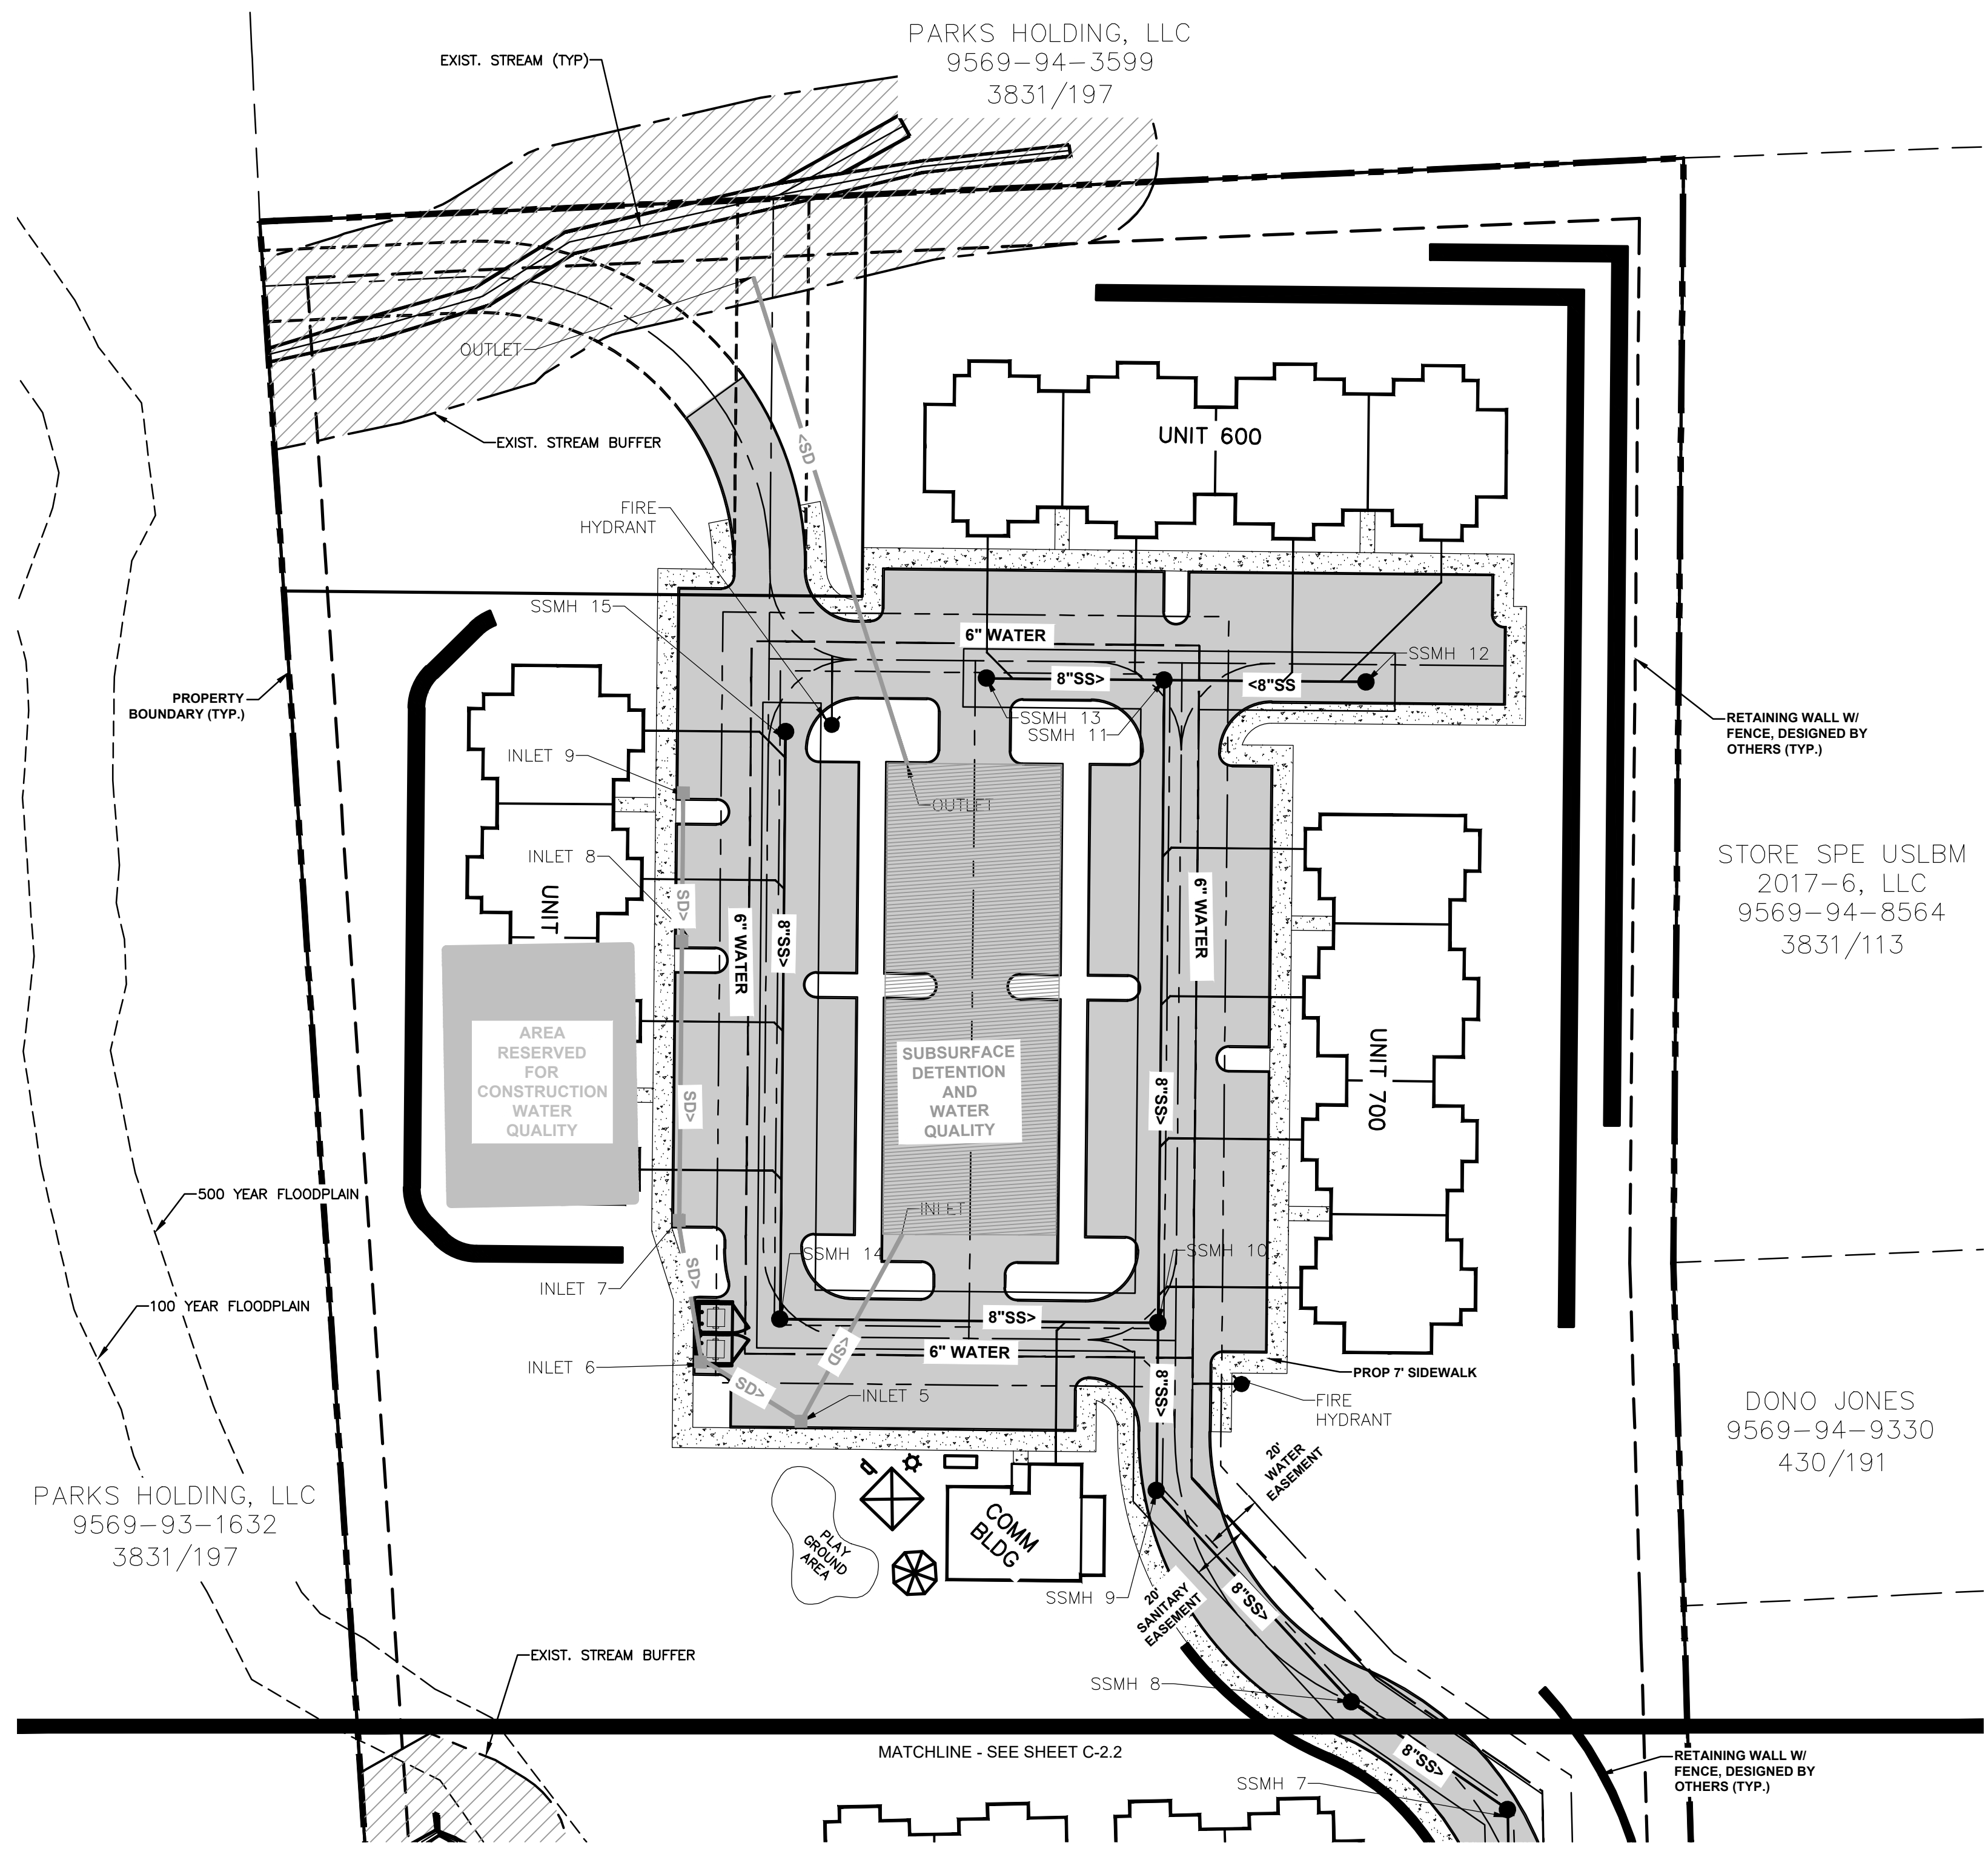 PARKS HOLDING, LLC
9569-94-3599
3831/197
EXIST. STREAM (TYP)
OUTLET
EXIST. STREAM BUFFER
<SD
UNIT 600
FIRE
HYDRANT
SSMH 15
6" WATER
SSMH 12
8"SS>
<8"SS
SSMH 13
SSMH 11
PROPERTY
BOUNDARY (TYP.)
RETAINING WALL W/
FENCE, DESIGNED BY
OTHERS (TYP.)
INLET 9
OUTLET
INLET 8
UNIT
SD>
6" WATER
8"SS>
6" WATER
STORE SPE USLBM
2017-6, LLC
9569-94-8564
3831/113
AREA
RESERVED
FOR
CONSTRUCTION
WATER
QUALITY
SD>
SUBSURFACE
DETENTION
AND
WATER
QUALITY
8"SS>
UNIT 700
500 YEAR FLOODPLAIN
INLET
SSMH 14
SSMH 10
SD>
INLET 7
100 YEAR FLOODPLAIN
8"SS>
6" WATER
<SD
INLET 6
SD>
INLET 5
8"SS>
PROP 7' SIDEWALK
FIRE
HYDRANT
DONO JONES
9569-94-9330
430/191
20'
WATER
EASEMENT
PARKS HOLDING, LLC
9569-93-1632
3831/197
PLAY
GROUND
AREA
COMM
BLDG
SSMH 9
20'
SANITARY
EASEMENT
8"SS>
EXIST. STREAM BUFFER
SSMH 8
MATCHLINE - SEE SHEET C-2.2
8"SS>
SSMH 7
RETAINING WALL W/
FENCE, DESIGNED BY
OTHERS (TYP.)